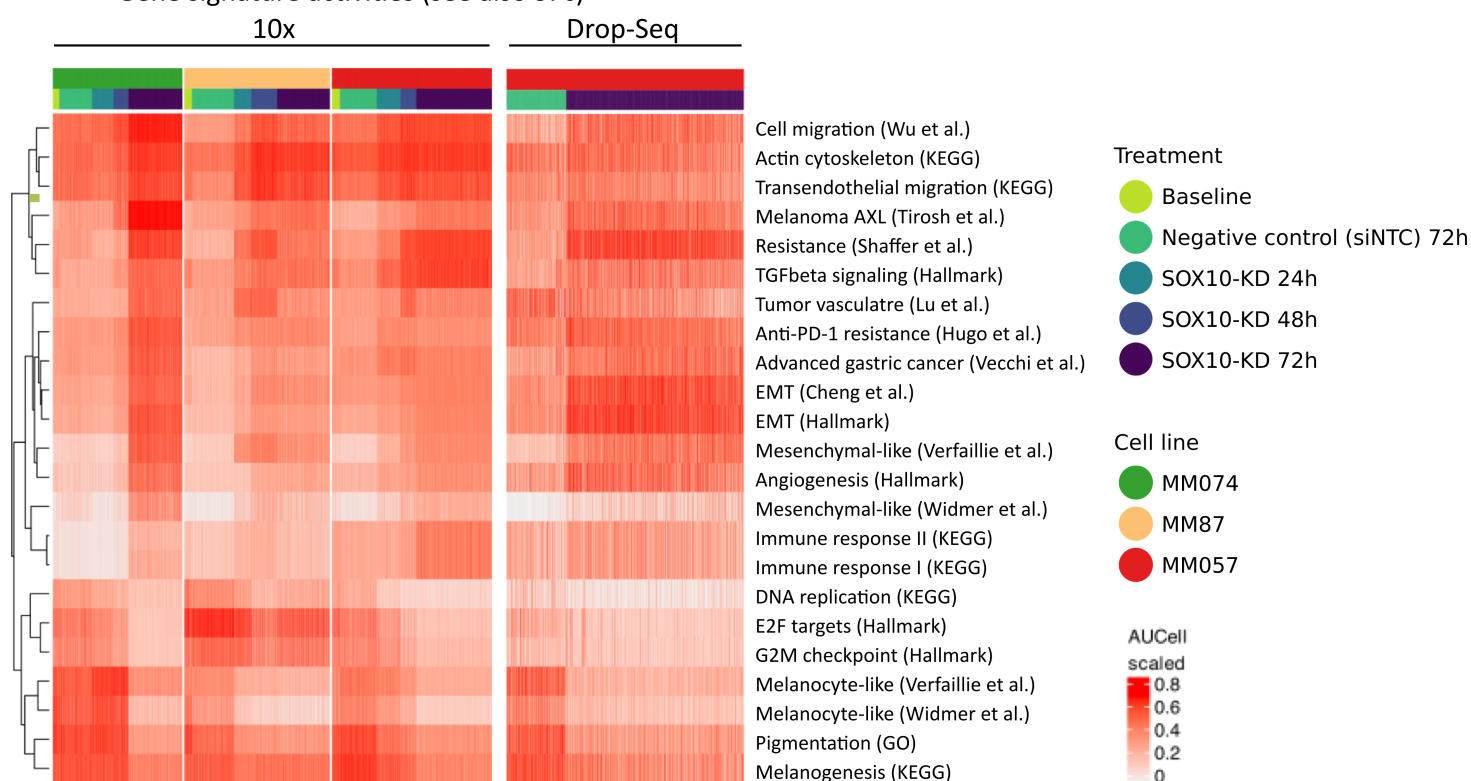 Gene signature activities (see also S7c)
10x
Drop-Seq
Cell migration (Wu et al.)
Actin cytoskeleton (KEGG)
Transendothelial migration (KEGG)
Melanoma AXL (Tirosh et al.)
Resistance (Shaffer et al.)
TGFbeta signaling (Hallmark)
Tumor vasculatre (Lu et al.)
Anti-PD-1 resistance (Hugo et al.)
Advanced gastric cancer (Vecchi et al.)
EMT (Cheng et al.)
EMT (Hallmark)
Mesenchymal-like (Verfaillie et al.)
Angiogenesis (Hallmark)
Mesenchymal-like (Widmer et al.)
Immune response II (KEGG)
Immune response I (KEGG)
DNA replication (KEGG)
E2F targets (Hallmark)
G2M checkpoint (Hallmark)
Melanocyte-like (Verfaillie et al.)
Melanocyte-like (Widmer et al.)
Pigmentation (GO)
Melanogenesis (KEGG)
Treatment
Baseline
Negative control (siNTC) 72h
SOX10-KD 24h
SOX10-KD 48h
SOX10-KD 72h
Cell line
MM074
MM87
MM057
AUCell
scaled
0.8
0.6
0.4
0.2
0